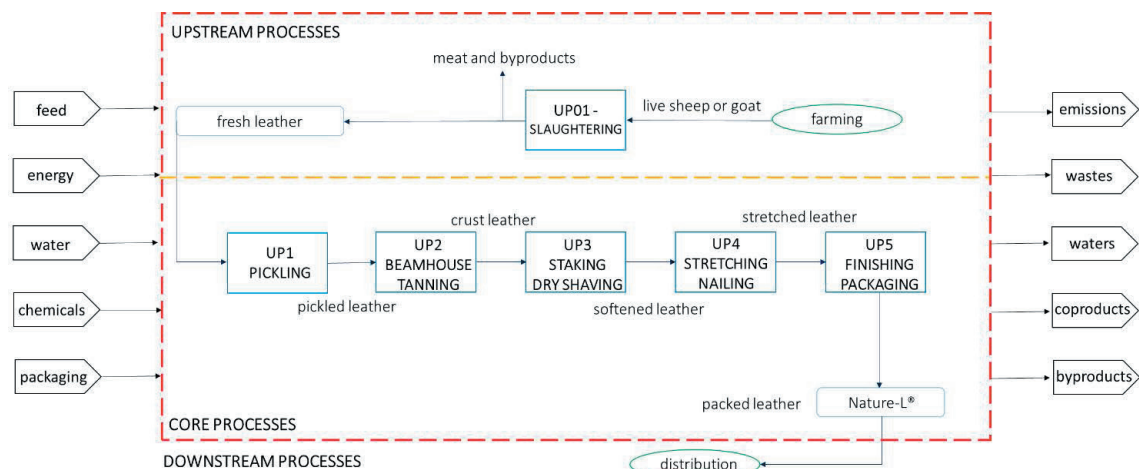 UPSTREAM PROCESSES
meat and byproducts
feed
fresh leather
UP01 -
SLAUGHTERING
live sheep or goat
farming
emissions
energy
wastes
water
crust leather
stretched leather
waters
UP1
PICKLING
UP2
BEAMHOUSE
TANNING
UP3
STAKING
DRY SHAVING
UP4
STRETCHING
NAILING
UP5
FINISHING
PACKAGING
chemicals
pickled leather
softened leather
coproducts
packaging
byproducts
packed leather
Nature-L®
CORE PROCESSES
DOWNSTREAM PROCESSES
distribution